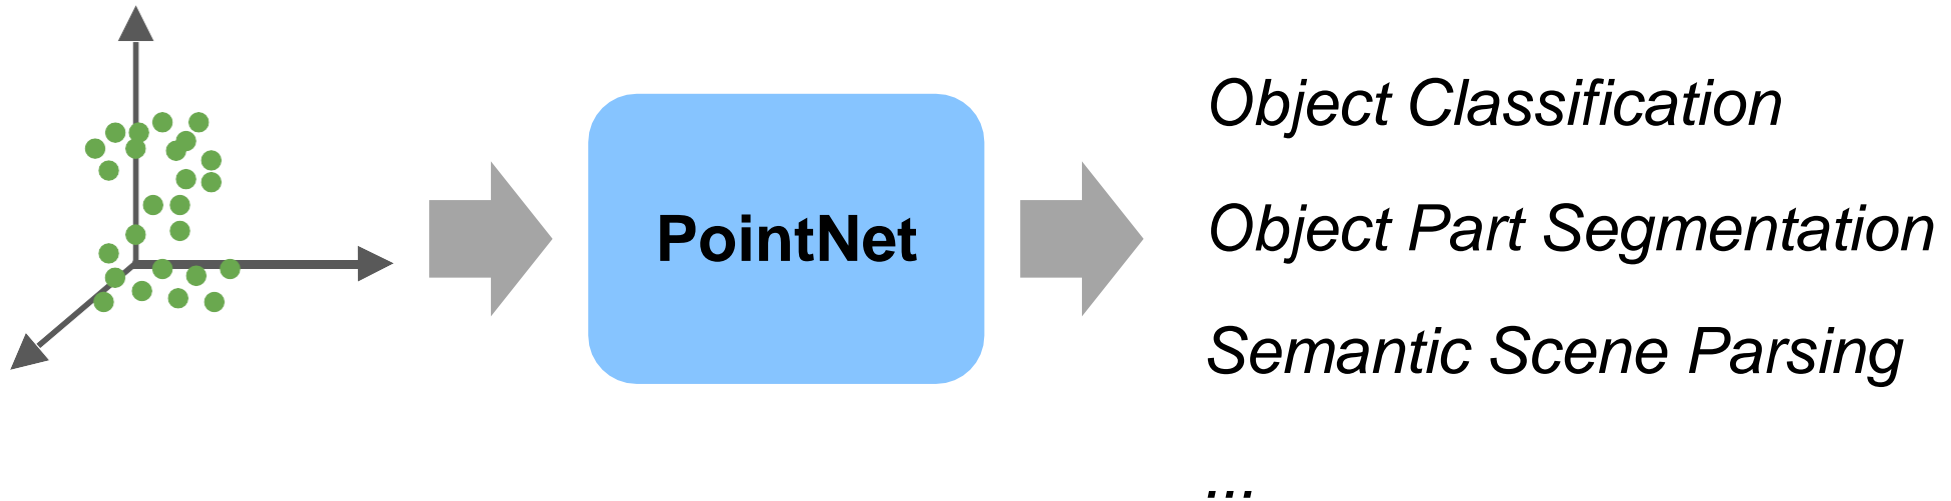 PointNet
Object Classification
Object Part Segmentation
Semantic Scene Parsing
...